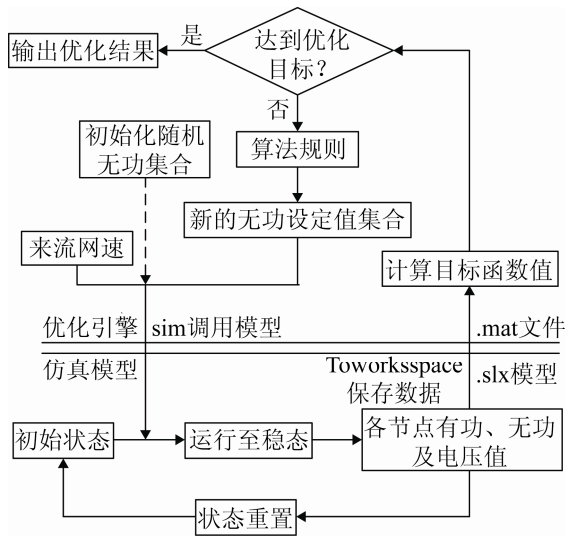 是
输出优化结果
达到优化
目标?
否
初始化随机
无功集合
算法规则
新的无功设定值集合
来流网速
计算目标函数值
优化引擎
sim调用模型
.mat文件
仿真模型
Toworksspace
保存数据
.slx模型
初始状态
运行至稳态
各节点有功、无功
及电压值
状态重置